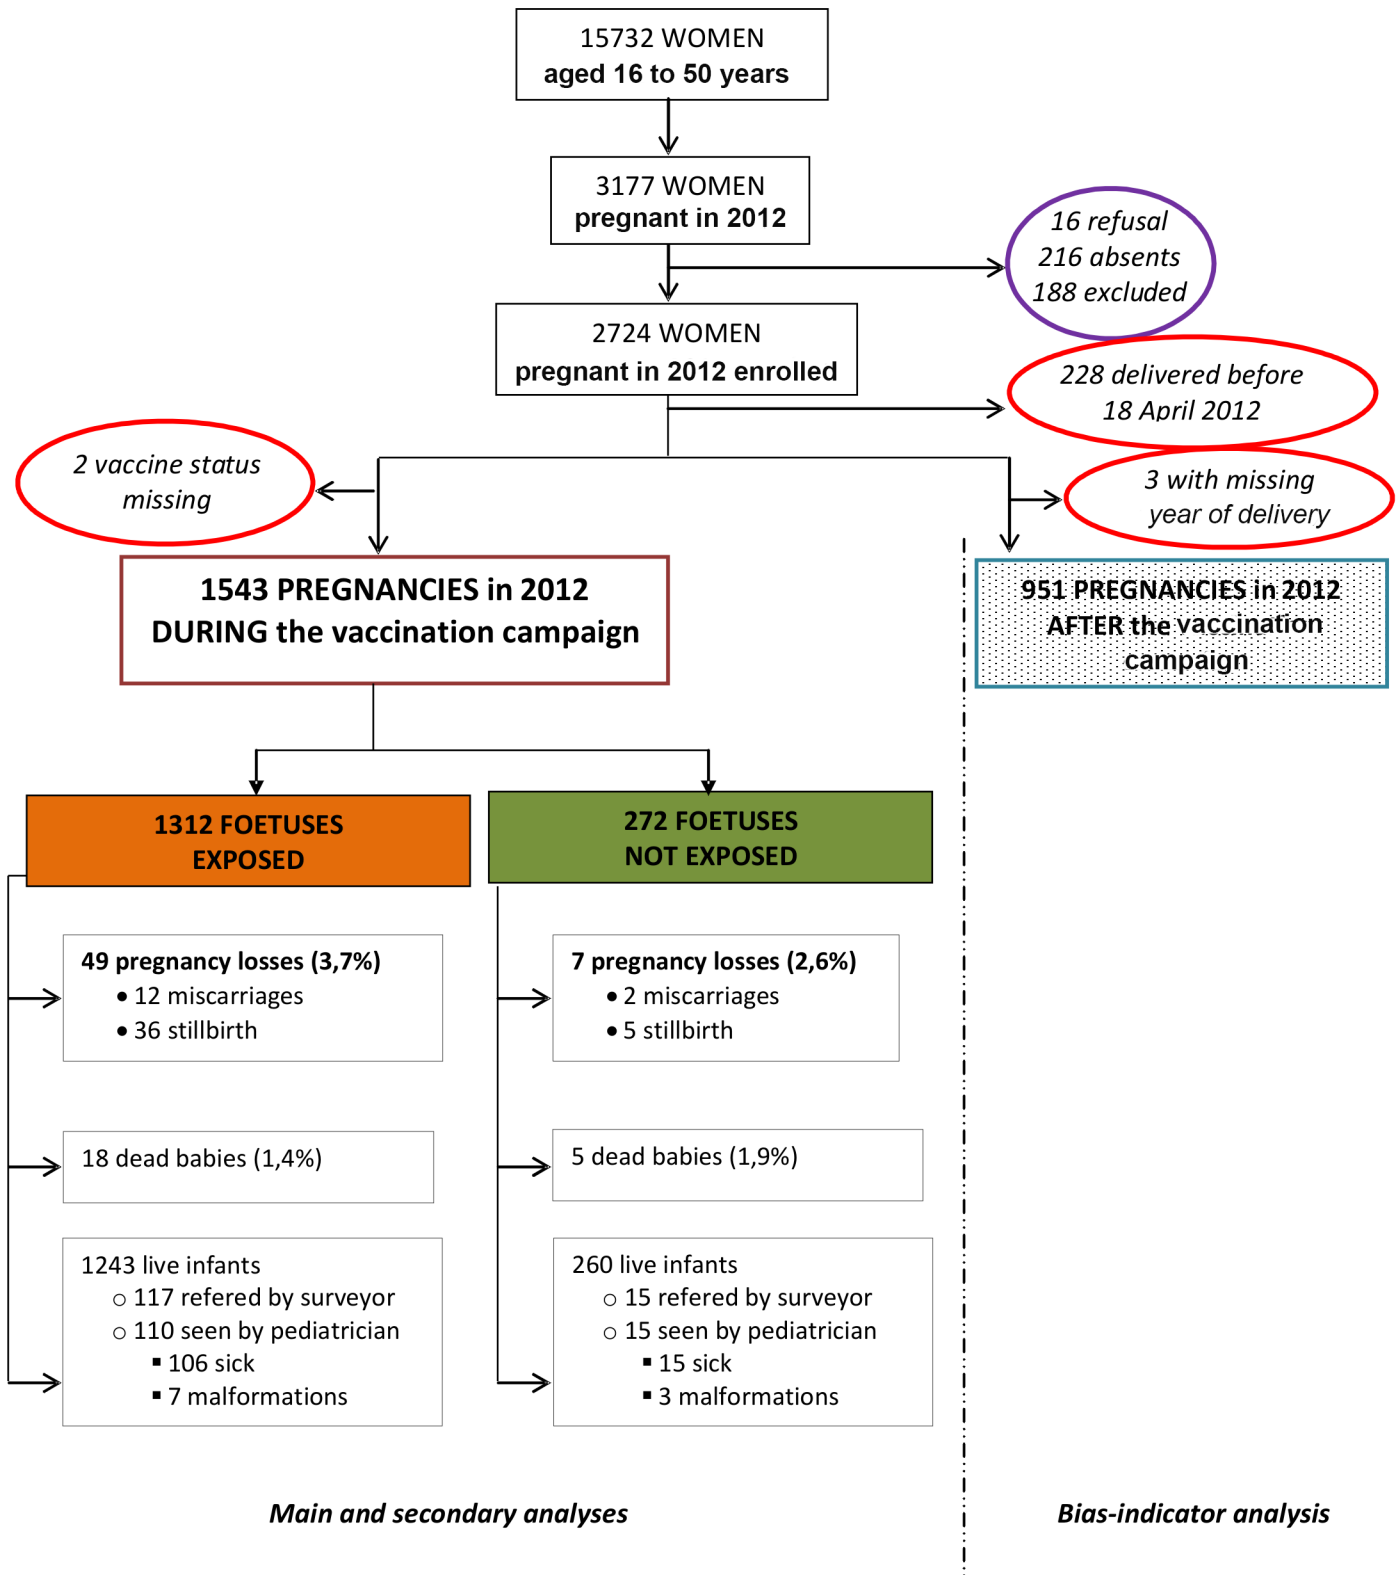 15732 WOMEN
aged 16 to 50 years
3177 WOMEN
pregnant in 2012
16 refusal
216 absents
188 excluded
2724 WOMEN
pregnant in 2012 enrolled
228 delivered before
18 April 2012
2 vaccine status
missing
3 with missing
year of delivery
1543 PREGNANCIES in 2012
DURING the vaccination campaign
951 PREGNANCIES in 2012
AFTER the vaccination
campaign
1312 FOETUSES
EXPOSED
272 FOETUSES
NOT EXPOSED
49 pregnancy losses (3,7%)
• 12 miscarriages
• 36 stillbirth
7 pregnancy losses (2,6%)
• 2 miscarriages
• 5 stillbirth
18 dead babies (1,4%)
5 dead babies (1,9%)
1243 live infants
○ 117 refered by surveyor
○ 110 seen by pediatrician
▪ 106 sick
▪ 7 malformations
260 live infants
○ 15 refered by surveyor
○ 15 seen by pediatrician
▪ 15 sick
▪ 3 malformations
Main and secondary analyses
Bias-indicator analysis